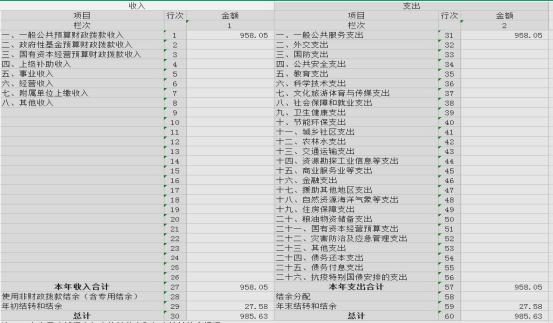 收入 支出
项目 行次 金额 项目 行次 金额
栏次 1 栏次 2
一、一般公共预算财政拨款收入 1 958.05 一、一般公共服务支出 31 958.05
二、政府性基金预算财政拨款收入 2 二、外交支出 32
三、国有资本经营预算财政拨款收入 3 三、国防支出 33
四、上级补助收入 4 四、公共安全支出 34
五、事业收入 5 五、教育支出 35
六、经营收入 6 六、科学技术支出 36
七、附属单位上缴收入 7 七、文化旅游体育与传媒支出 37
八、其他收入 8 八、社会保障和就业支出 38
9 九、卫生健康支出 39
10 十、节能环保支出 40
11 十一、城乡社区支出 41
12 十二、农林水支出 42
13 十三、交通运输支出 43
14 十四、资源勘探工业信息等支出 44
15 十五、商业服务业等支出 45
16 十六、金融支出 46
17 十七、援助其他地区支出 47
18 十八、自然资源海洋气象等支出 48
19 十九、住房保障支出 49
20 二十、粮油物资储备支出 50
21 二十一、国有资本经营预算支出 51
22 二十二、灾害防治及应急管理支出 52
23 二十三、其他支出 53
24 二十四、债务还本支出 54
25 二十五、债务付息支出 55
26 二十六、抗疫特别国债安排的支出 56
本年收入合计 27 958.05 本年支出合计 57 958.05
使用非财政拨款结余（含专用结余） 28 结余分配 58
年初结转和结余 29 27.58 年末结转和结余 59 27.58
总计 30 985.63 总计 60 985.63